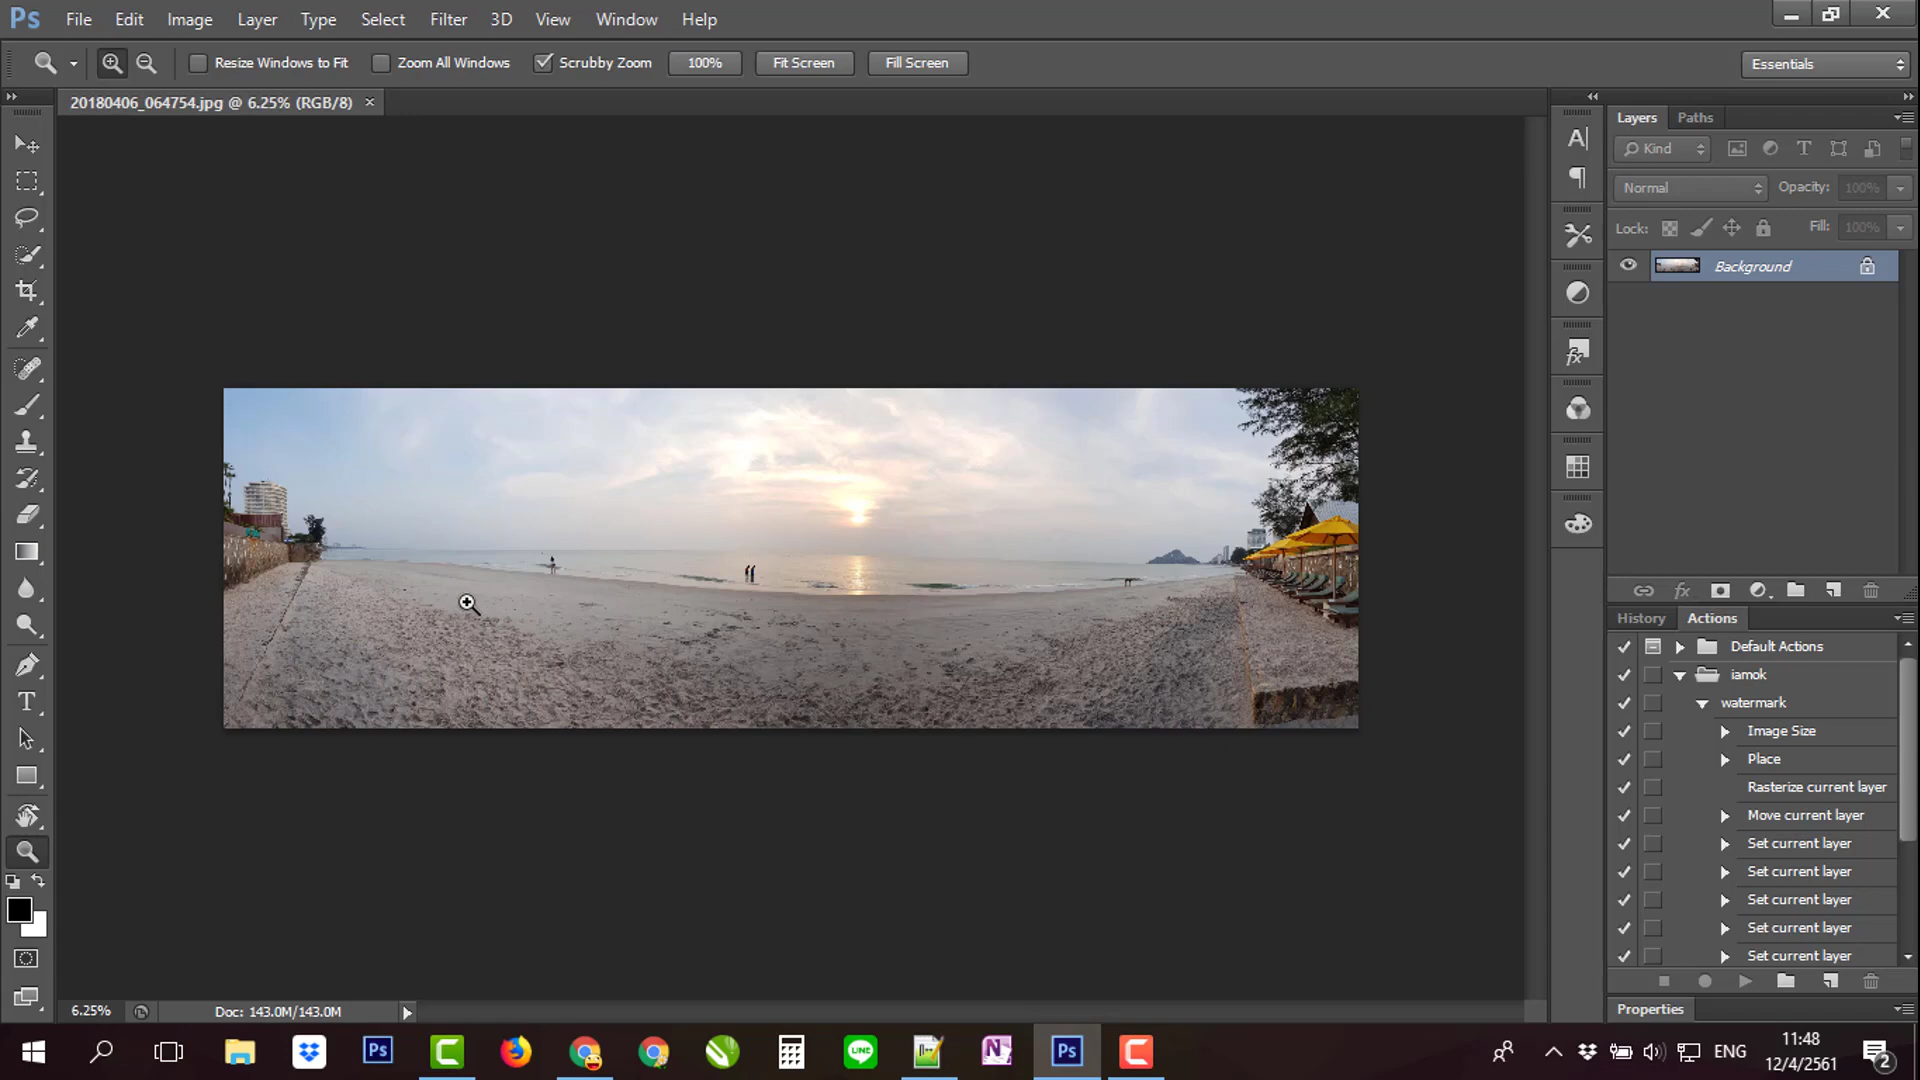 Ps File Edit Image Layer Type Select Filter 3D View Window Help
Resize Windows to Fit Zoom All Windows Scrubby Zoom 100% Fit Screen Fill Screen Essentials
20180406_064754.jpg @ 6.25% (RGB/8) ×
Layers Paths
Kind
Normal Opacity: 100%
Lock: Fill: 100%
Background
History Actions
Default Actions
iamok
watermark
Image Size
Place
Rasterize current layer
Move current layer
Set current layer
Set current layer
Set current layer
Set current layer
Set current layer
Properties
6.25% Doc: 143.0M/143.0M
ENG 11:48
12/4/2561
2